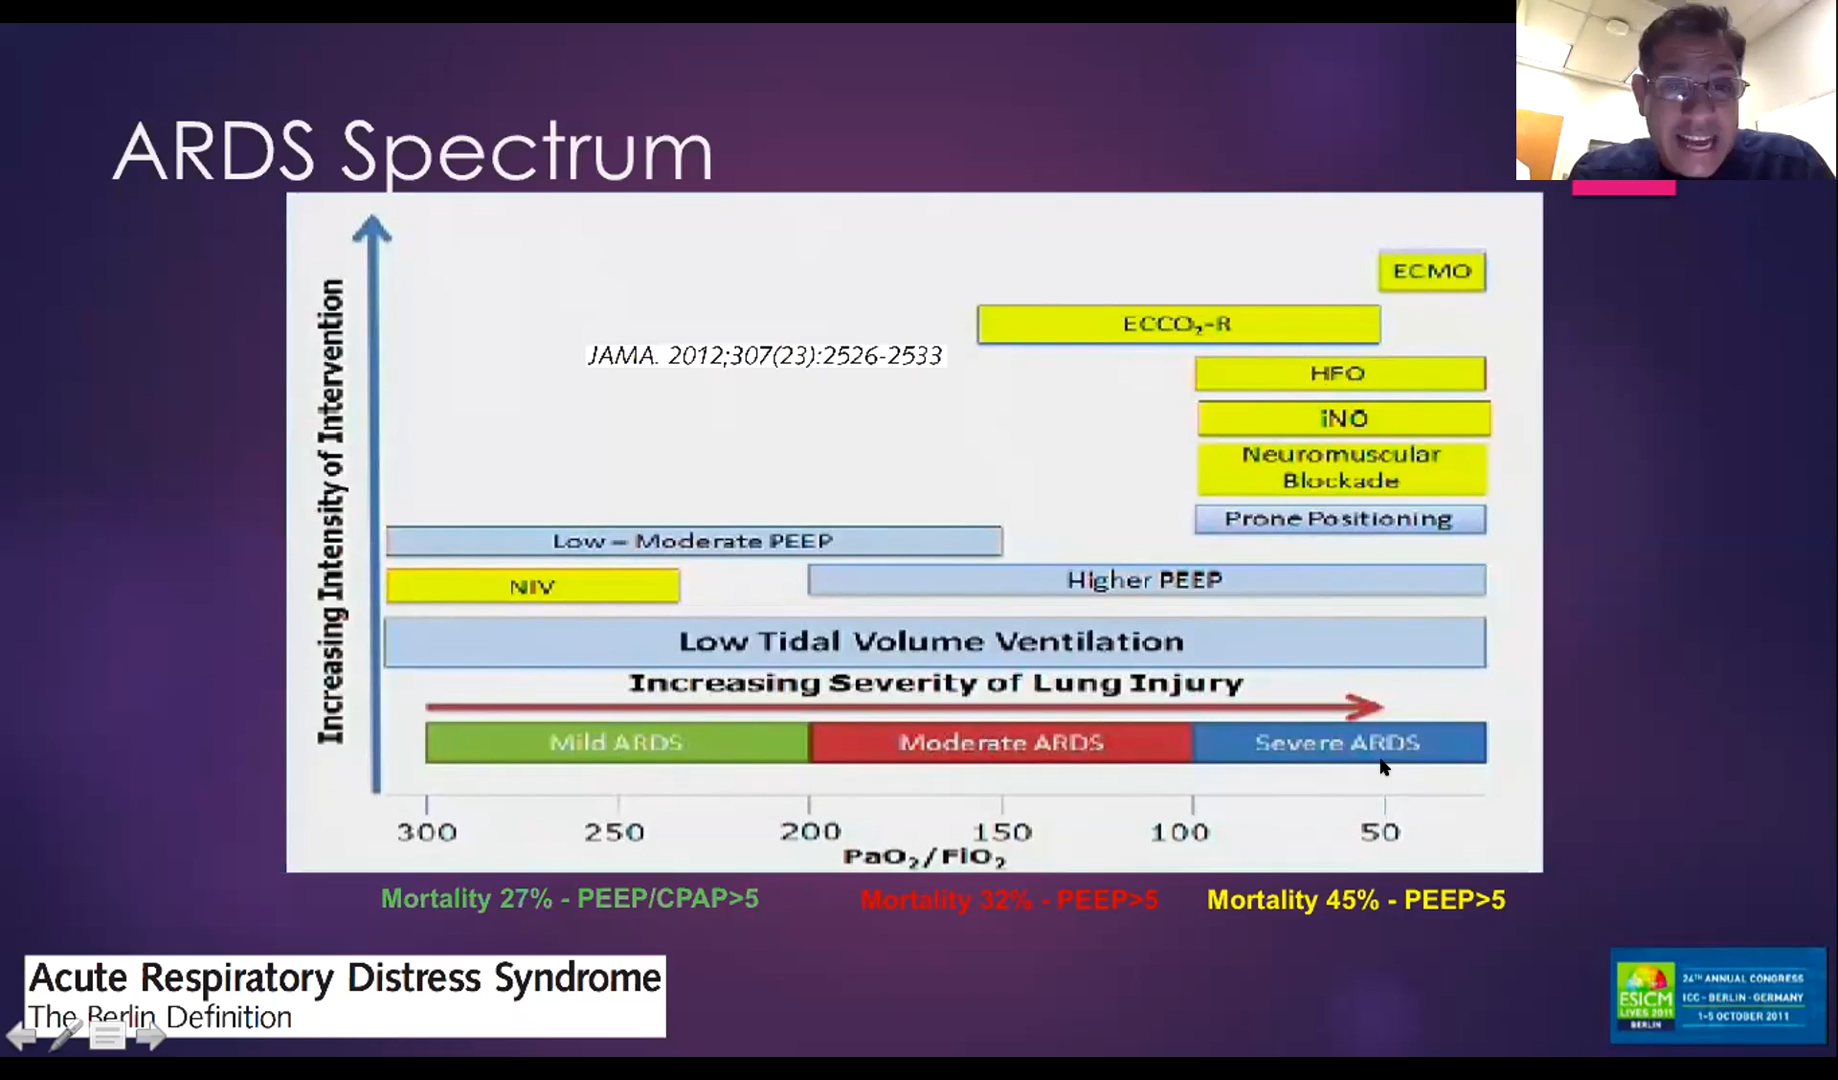 ARDS Spectrum
Increasing Intensity of Intervention
ECMO
ECCO₂-R
JAMA. 2012;307(23):2526-2533
HFO
iNO
Neuromuscular
Blockade
Prone Positioning
Low – Moderate PEEP
NIV
Higher PEEP
Low Tidal Volume Ventilation
Increasing Severity of Lung Injury
Mild ARDS
Moderate ARDS
Severe ARDS
300 250 200 150 100 50
PaO₂/FiO₂
Mortality 27% - PEEP/CPAP>5
Mortality 32% - PEEP>5
Mortality 45% - PEEP>5
Acute Respiratory Distress Syndrome
The Berlin Definition
ESICM
LIVES 2011
BERLIN
24TH ANNUAL CONGRESS
ICC - BERLIN - GERMANY
1-5 OCTOBER 2011